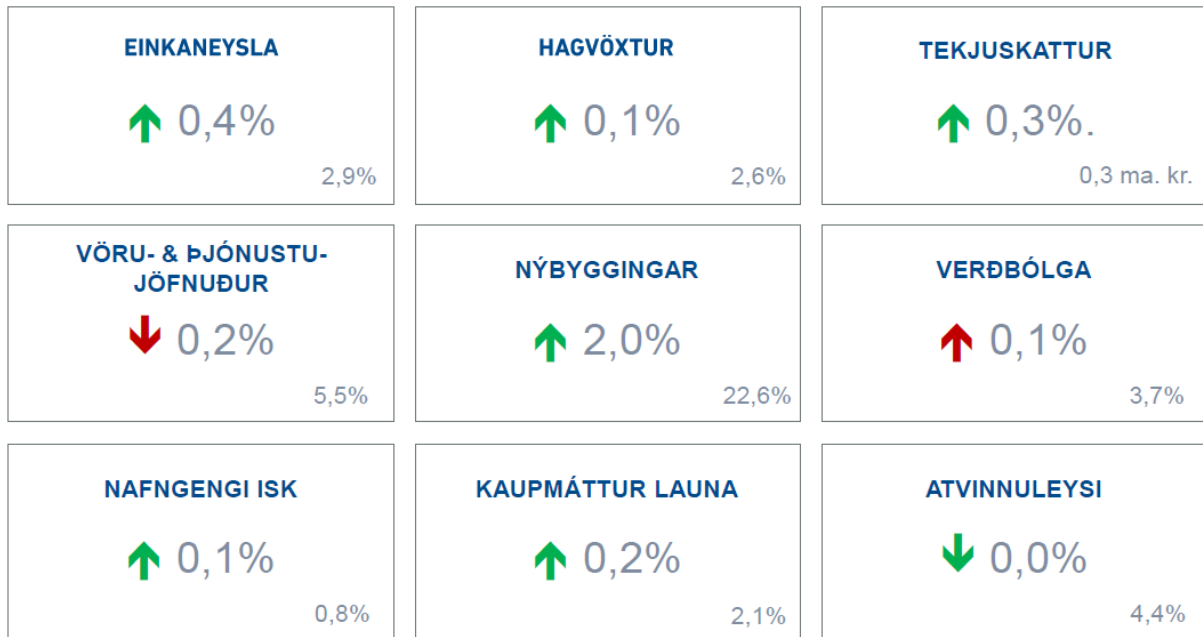 EINKANEYSLA
0,4%
2,9%
HAGVÖXTUR
0,1%
2,6%
TEKJUSKATTUR
0,3%.
0,3 ma. kr.
VÖRU- & ÞJÓNUSTU-
JÖFNUÐUR
0,2%
5,5%
NÝBYGGINGAR
2,0%
22,6%
VERÐBÓLGA
0,1%
3,7%
NAFNGENGI ISK
0,1%
0,8%
KAUPMÁTTUR LAUNA
0,2%
2,1%
ATVINNULEYSI
0,0%
4,4%